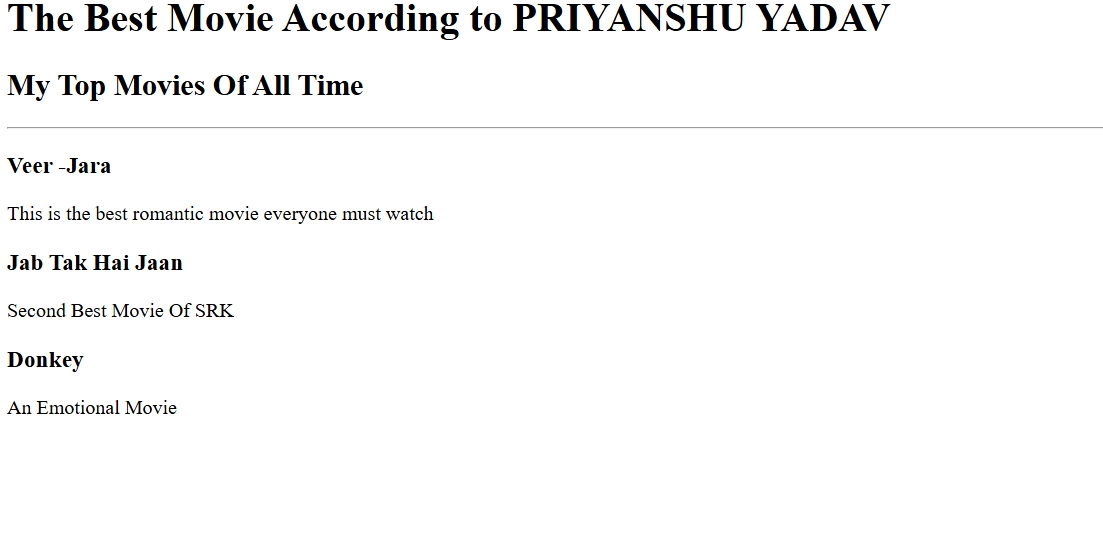 The Best Movie According to PRIYANSHU YADAV
My Top Movies Of All Time
Veer -Jara
This is the best romantic movie everyone must watch
Jab Tak Hai Jaan
Second Best Movie Of SRK
Donkey
An Emotional Movie